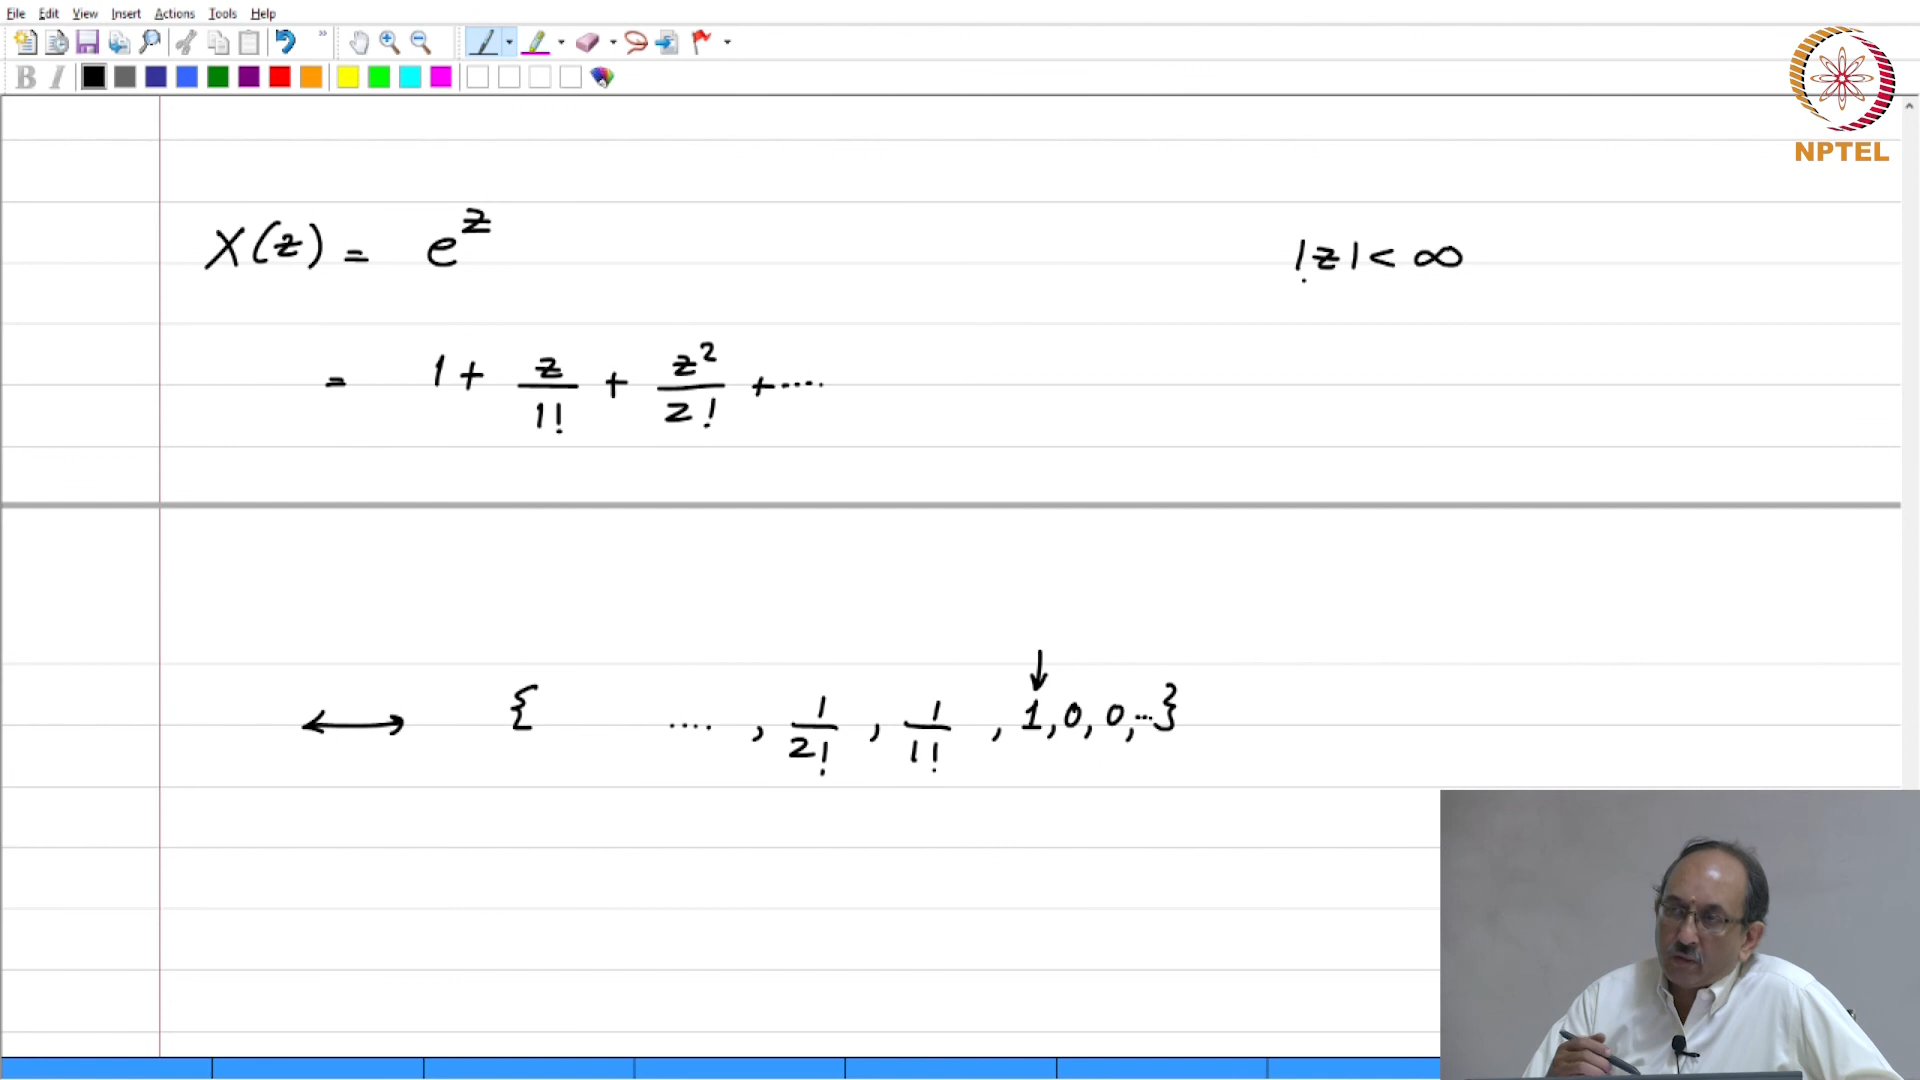 File Edit View Insert Actions Tools Help
B I
NPTEL
X(z) = e^z |z| < ∞
= 1 + z/1! + z²/2! + ....
↓
↔ { .... , 1/2! , 1/1! , 1, 0, 0, ... }